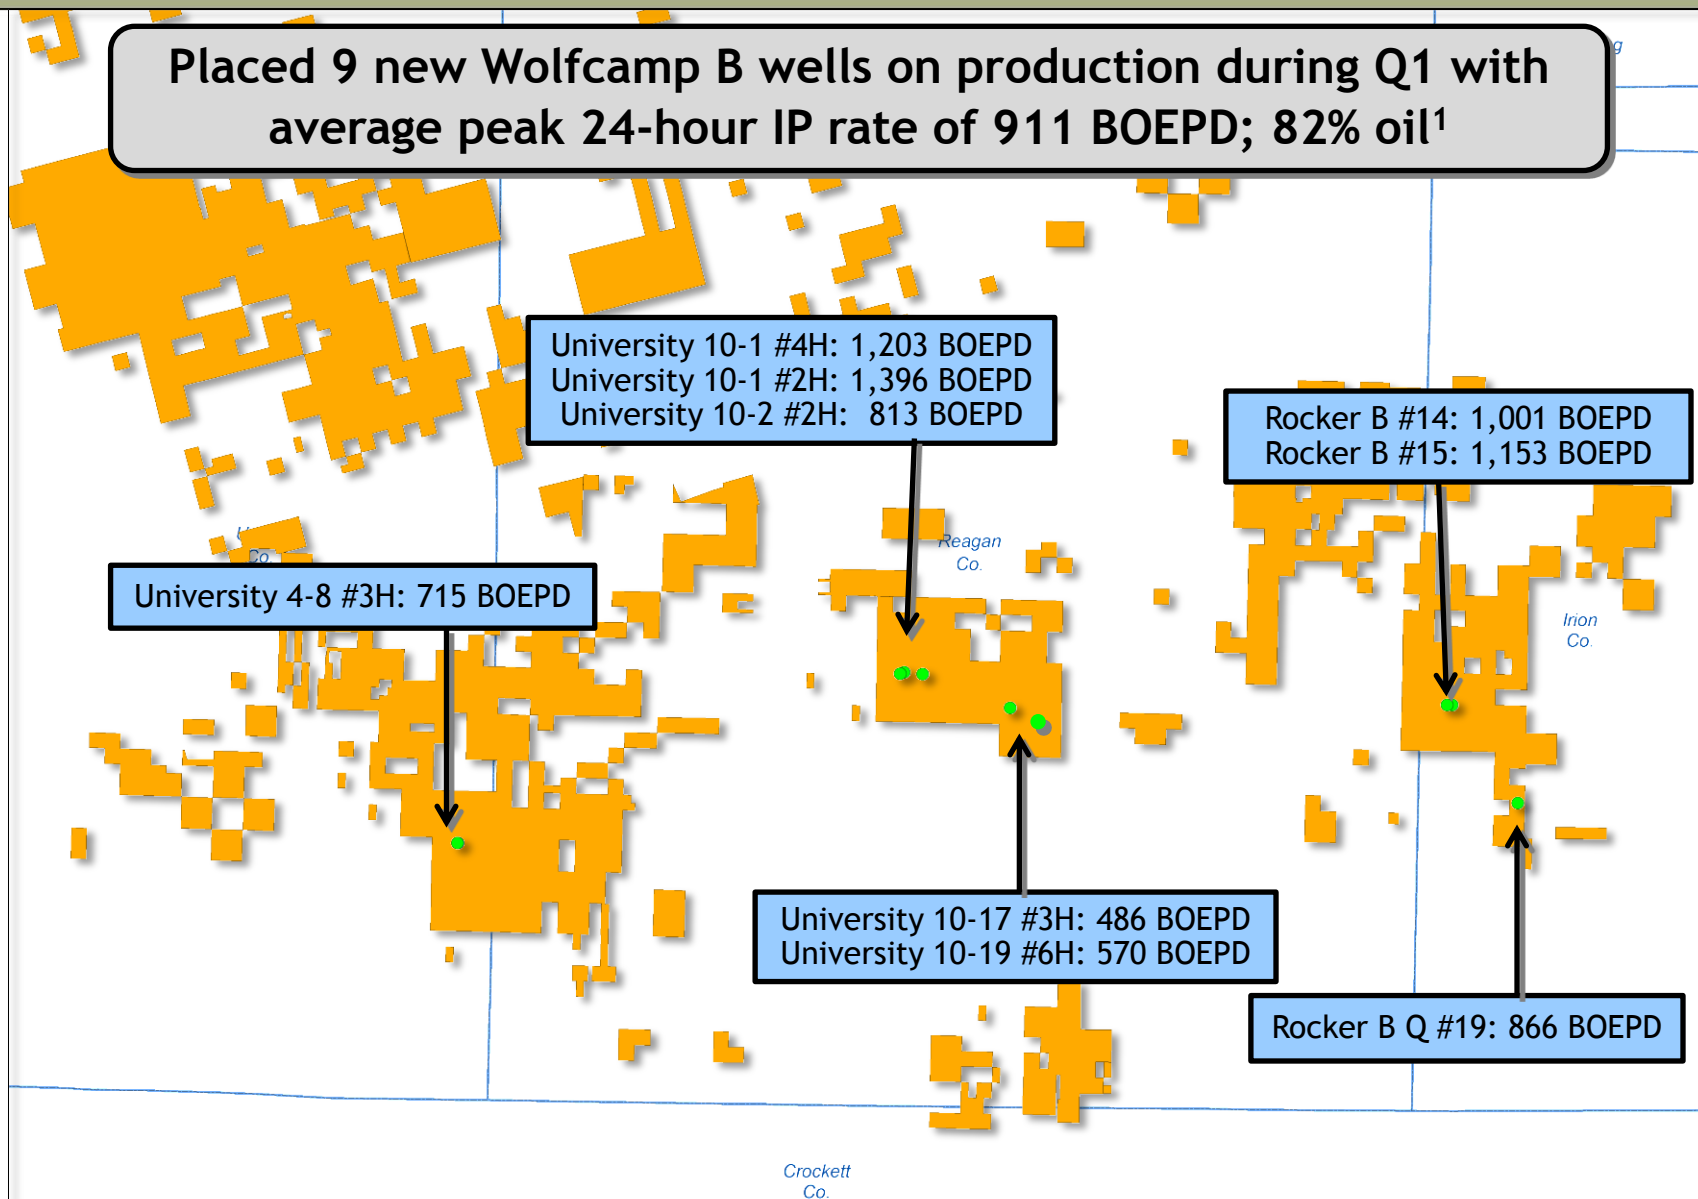 Placed 9 new Wolfcamp B wells on production during Q1 with
average peak 24-hour IP rate of 911 BOEPD; 82% oil¹
University 10-1 #4H: 1,203 BOEPD
University 10-1 #2H: 1,396 BOEPD
University 10-2 #2H: 813 BOEPD
Rocker B #14: 1,001 BOEPD
Rocker B #15: 1,153 BOEPD
Reagan
Co.
Co.
University 4-8 #3H: 715 BOEPD
Irion
Co.
University 10-17 #3H: 486 BOEPD
University 10-19 #6H: 570 BOEPD
Rocker B Q #19: 866 BOEPD
Crockett
Co.